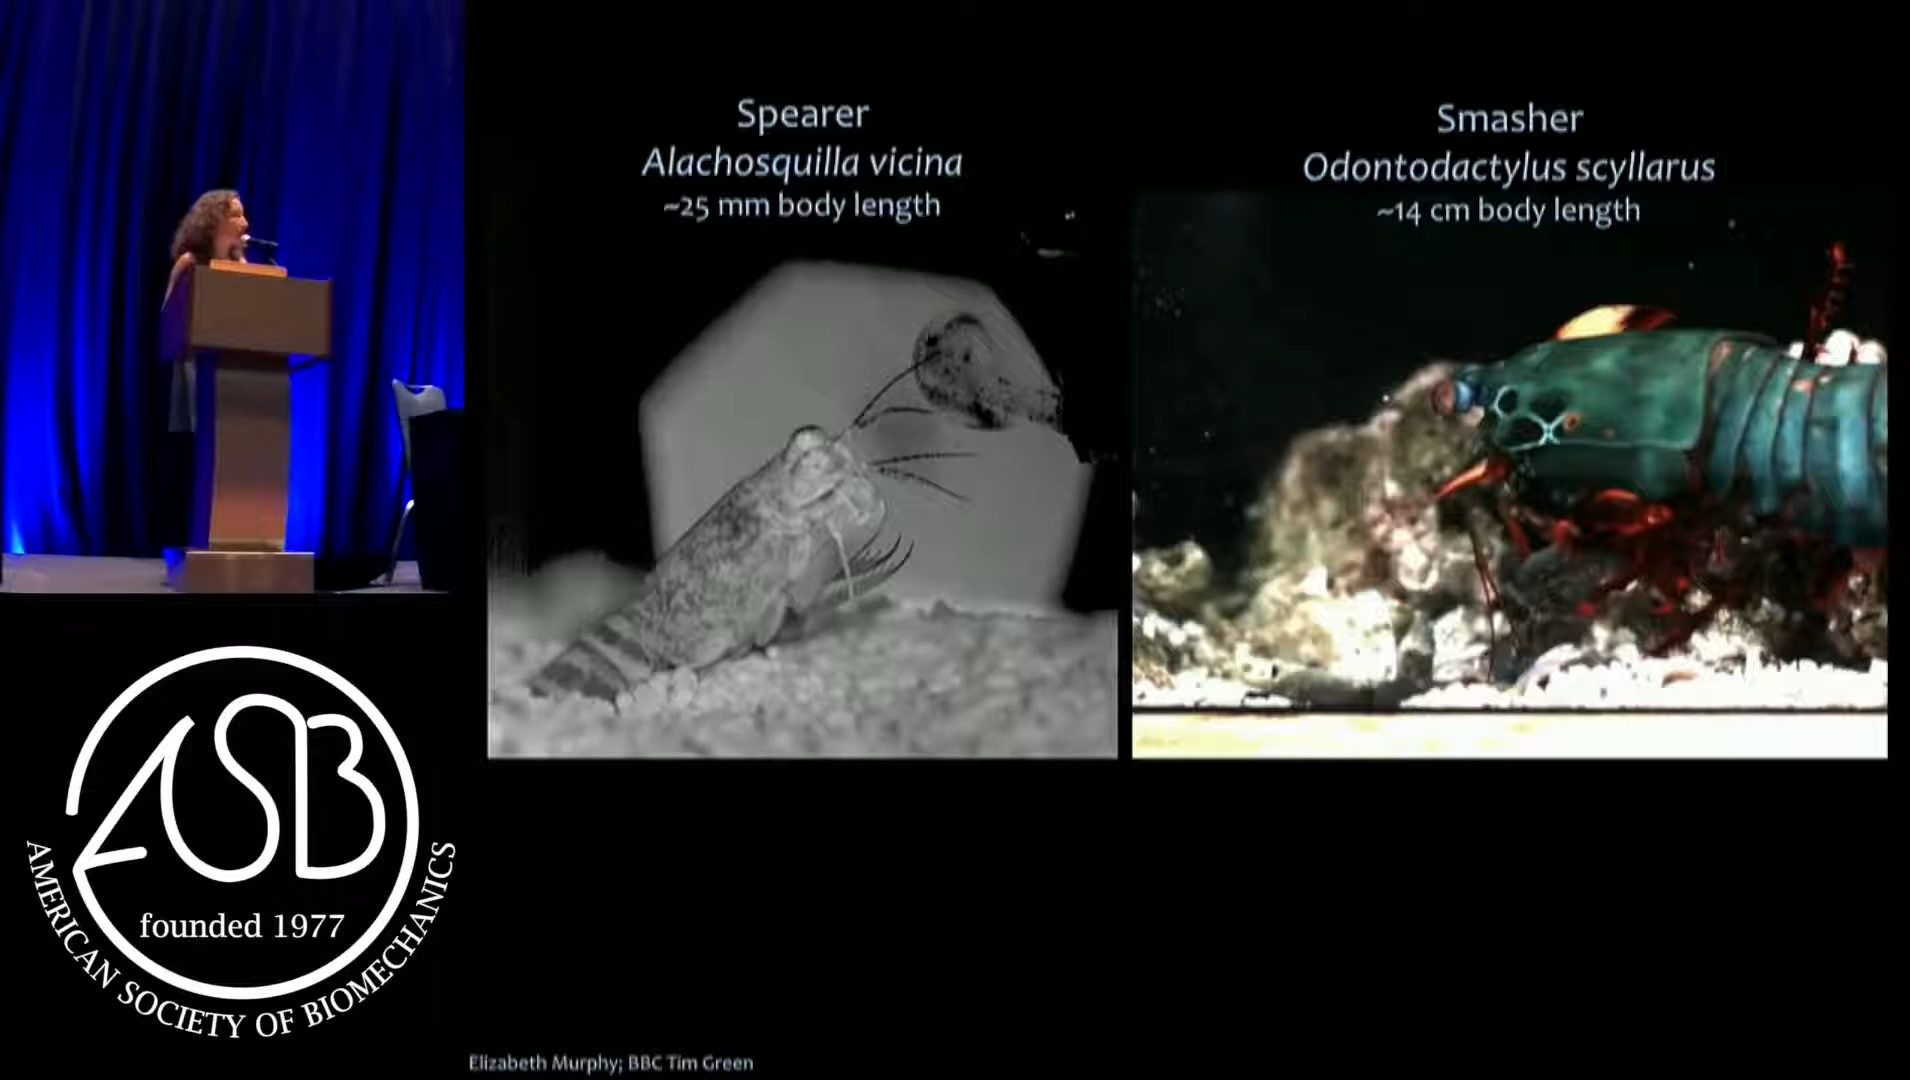 Spearer
Alachosquilla vicina
~25 mm body length
Smasher
Odontodactylus scyllarus
~14 cm body length
ASB
founded 1977
AMERICAN SOCIETY OF BIOMECHANICS
Elizabeth Murphy; BBC Tim Green